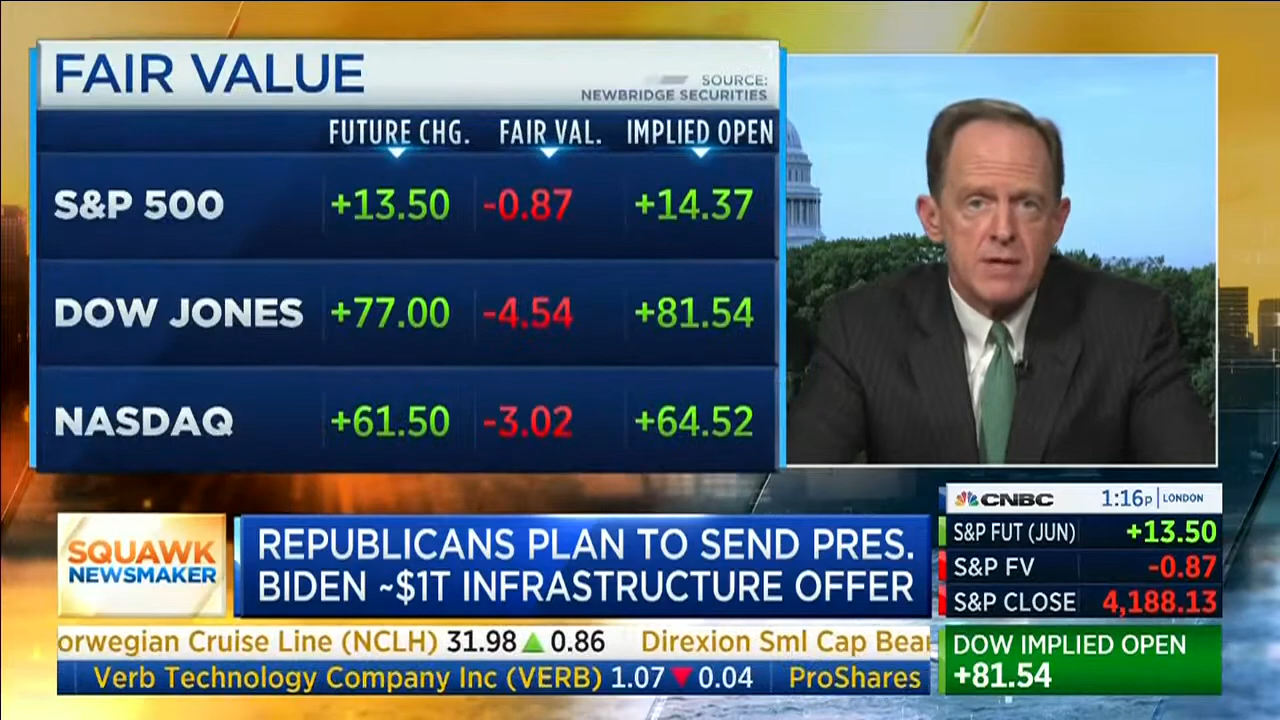 FAIR VALUE
SOURCE:
NEWBRIDGE SECURITIES
FUTURE CHG. FAIR VAL. IMPLIED OPEN
S&P 500 +13.50 -0.87 +14.37
DOW JONES +77.00 -4.54 +81.54
NASDAQ +61.50 -3.02 +64.52
SQUAWK
NEWSMAKER
REPUBLICANS PLAN TO SEND PRES.
BIDEN ~$1T INFRASTRUCTURE OFFER
orwegian Cruise Line (NCLH) 31.98 ▲ 0.86 Direxion Sml Cap Bear
Verb Technology Company Inc (VERB) 1.07 ▼ 0.04 ProShares
CNBC 1:16P LONDON
S&P FUT (JUN) +13.50
S&P FV -0.87
S&P CLOSE 4,188.13
DOW IMPLIED OPEN
+81.54